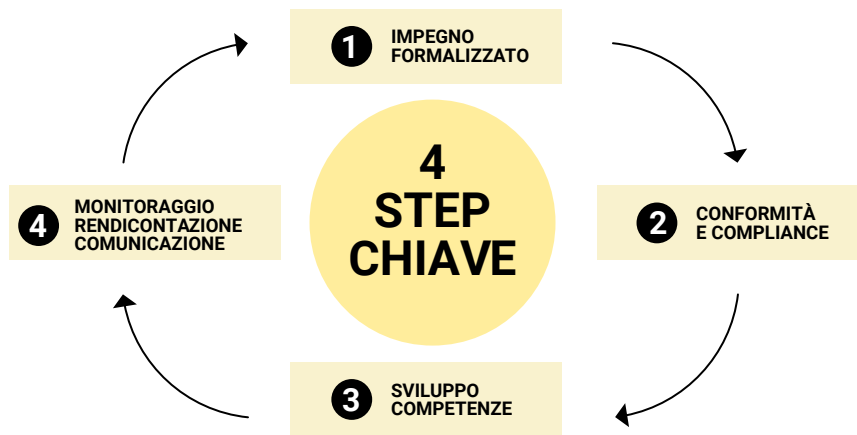 1
IMPEGNO
FORMALIZZATO
4
STEP
CHIAVE
2
CONFORMITÀ
E COMPLIANCE
3
SVILUPPO
COMPETENZE
4
MONITORAGGIO
RENDICONTAZIONE
COMUNICAZIONE